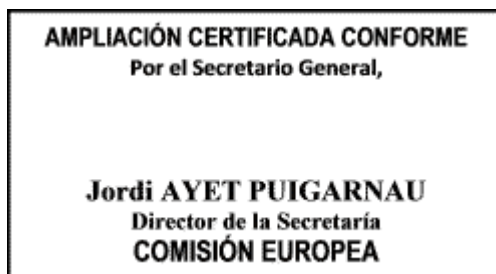 AMPLIACIÓN CERTIFICADA CONFORME
Por el Secretario General,
Jordi AYET PUIGARNAU
Director de la Secretaría
COMISIÓN EUROPEA